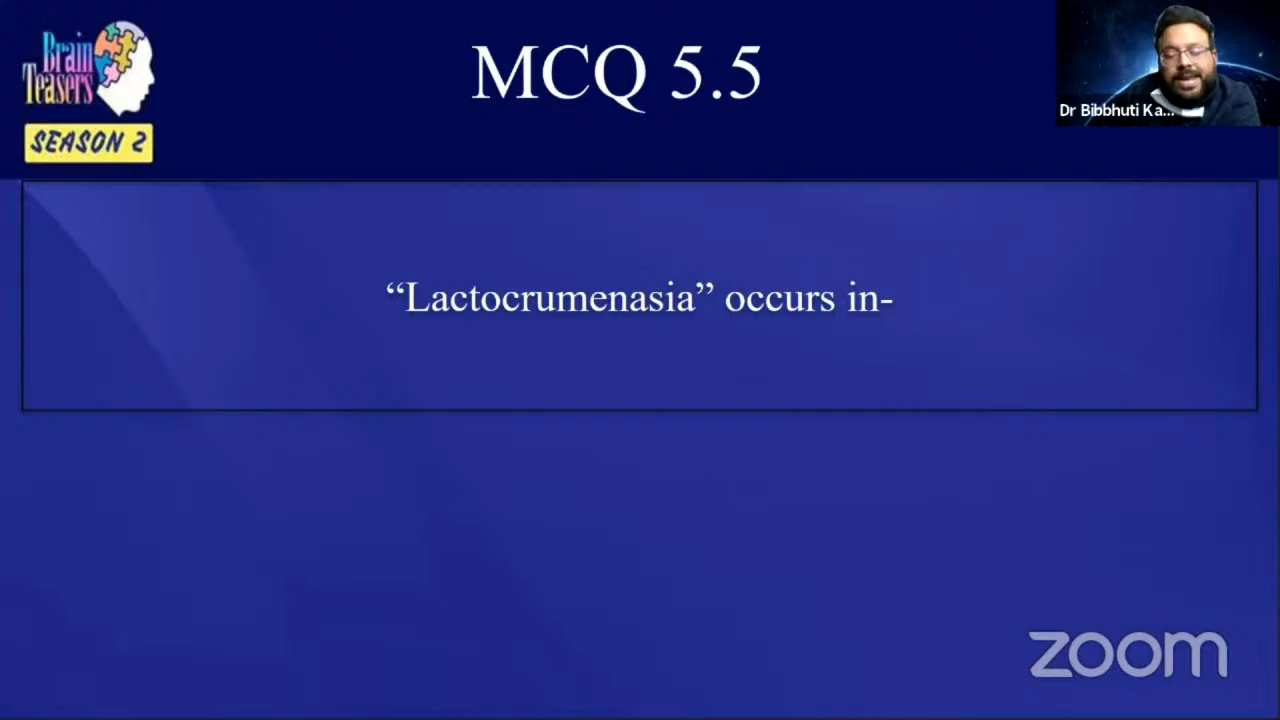 Brain
Teasers
SEASON 2
MCQ 5.5
Dr Bibbhuti Ka...
“Lactocrumenasia” occurs in-
zoom